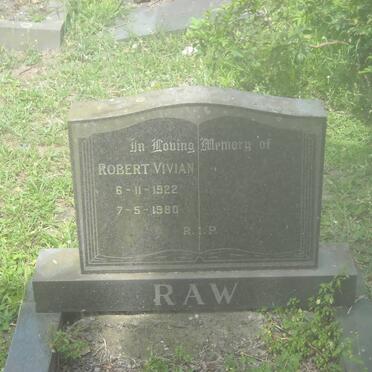 In Loving Memory of
ROBERT VIVIAN
6-11-1922
7-5-1980
R.I.P.
RAW